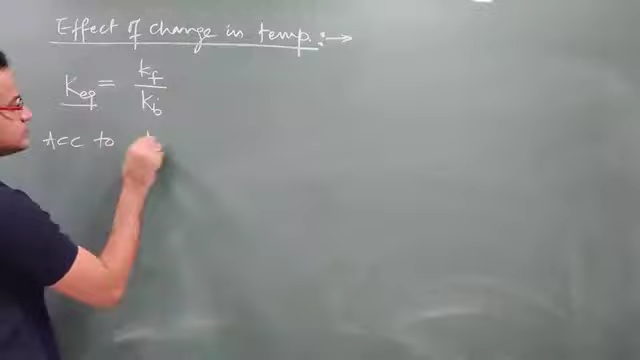 Effect of change in temp. :→
Keq = kf / kb
Acc to